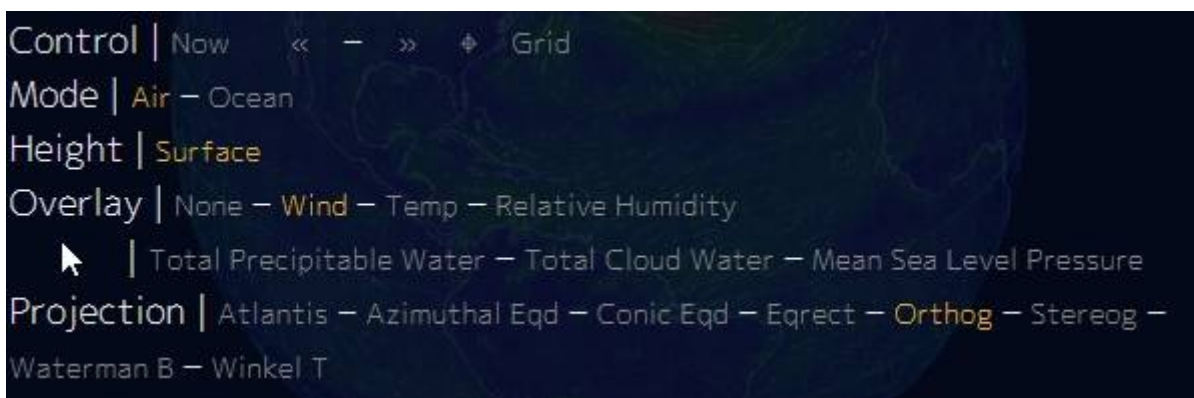 Control | Now « – » ⌖ Grid
Mode | Air – Ocean
Height | Surface
Overlay | None – Wind – Temp – Relative Humidity
| Total Precipitable Water – Total Cloud Water – Mean Sea Level Pressure
Projection | Atlantis – Azimuthal Eqd – Conic Eqd – Eqrect – Orthog – Stereog –
Waterman B – Winkel T